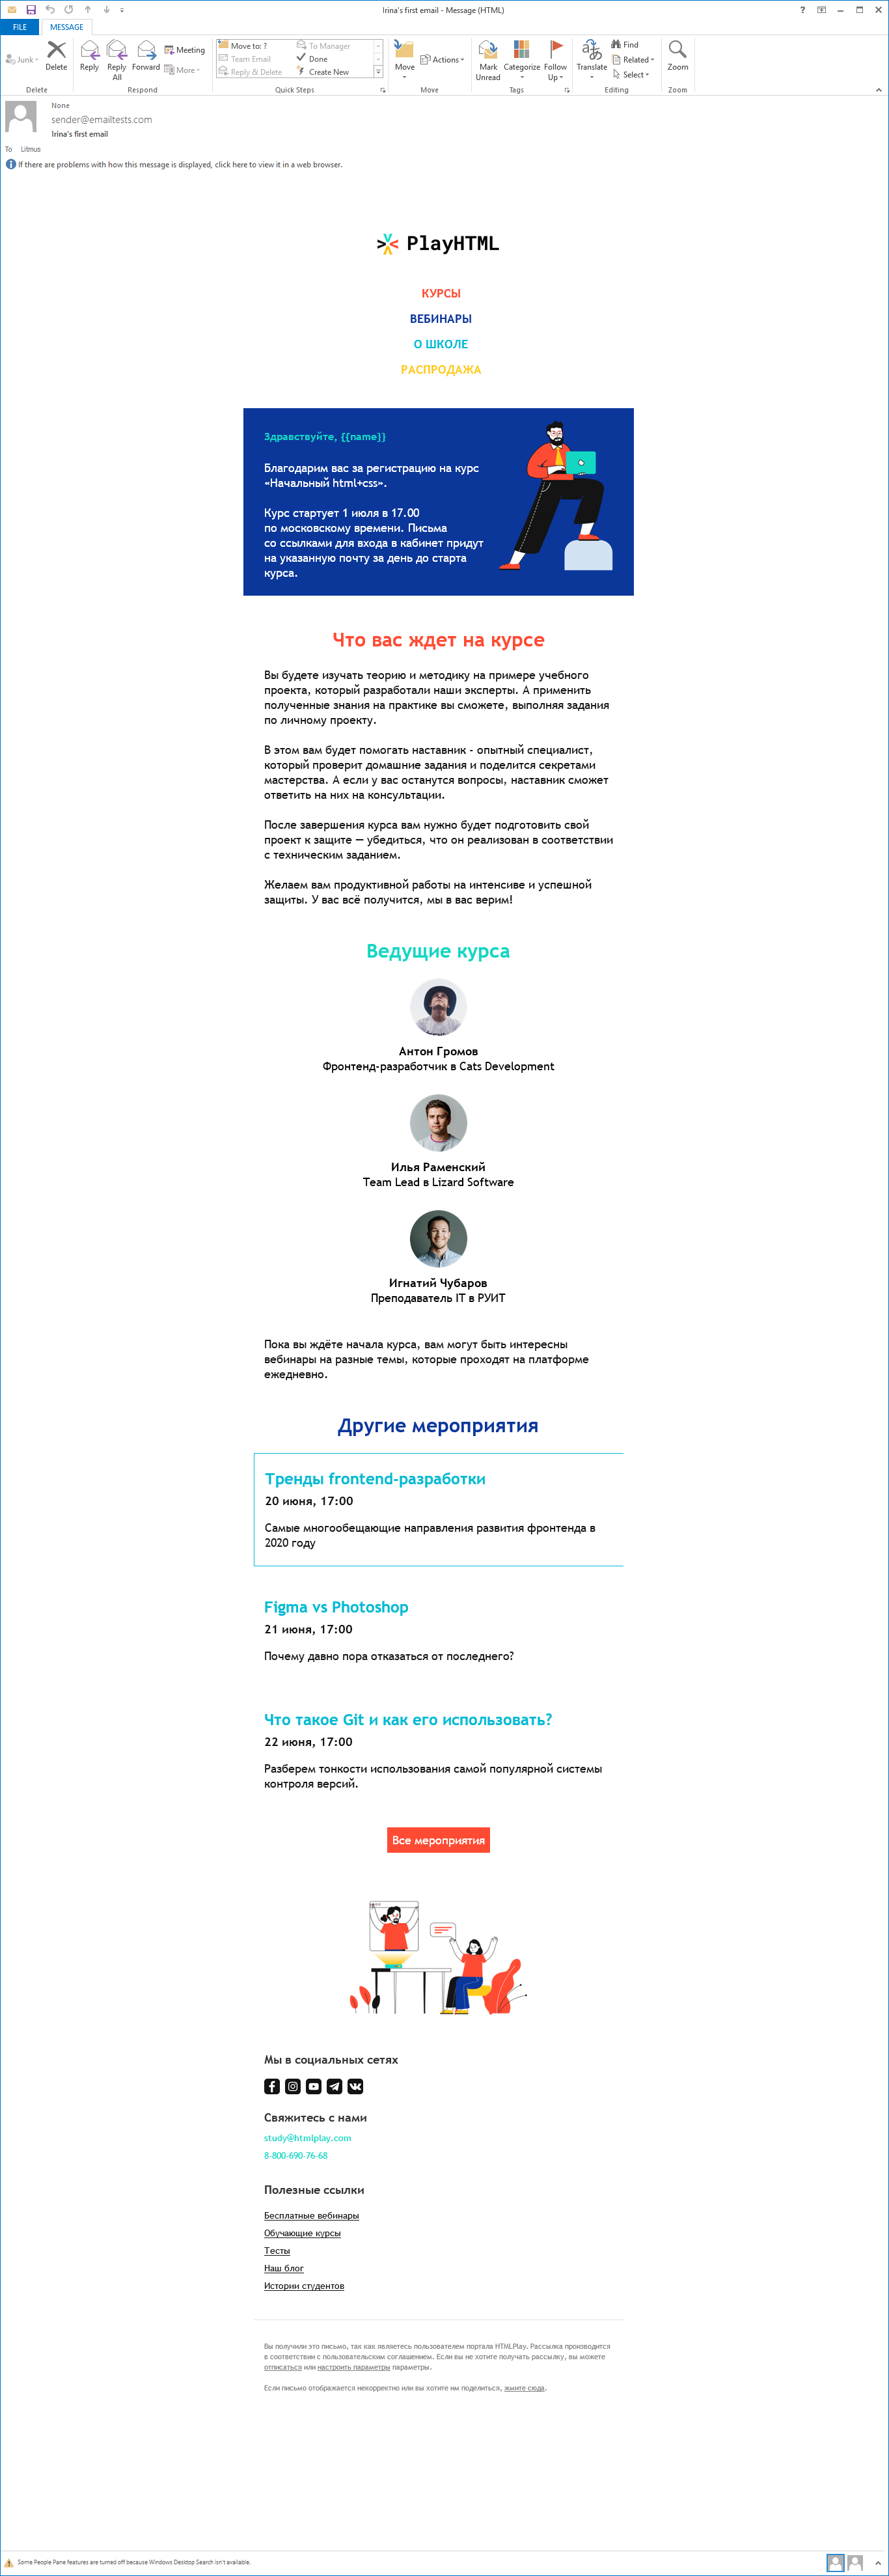 Irina's first email - Message (HTML)
FILE
MESSAGE
Junk
Delete
Delete
Reply
Reply All
Forward
Meeting
More
Respond
Move to: ?
Team Email
Reply & Delete
To Manager
Done
Create New
Quick Steps
Move
Actions
Move
Mark Unread
Categorize
Follow Up
Tags
Translate
Find
Related
Select
Editing
Zoom
Zoom
None
sender@emailtests.com
Irina's first email
To Litmus
If there are problems with how this message is displayed, click here to view it in a web browser.
PlayHTML
КУРСЫ
ВЕБИНАРЫ
О ШКОЛЕ
РАСПРОДАЖА
Здравствуйте, {{name}}
Благодарим вас за регистрацию на курс
«Начальный html+css».
Курс стартует 1 июля в 17.00
по московскому времени. Письма
со ссылками для входа в кабинет придут
на указанную почту за день до старта
курса.
Что вас ждет на курсе
Вы будете изучать теорию и методику на примере учебного
проекта, который разработали наши эксперты. А применить
полученные знания на практике вы сможете, выполняя задания
по личному проекту.
В этом вам будет помогать наставник - опытный специалист,
который проверит домашние задания и поделится секретами
мастерства. А если у вас останутся вопросы, наставник сможет
ответить на них на консультации.
После завершения курса вам нужно будет подготовить свой
проект к защите — убедиться, что он реализован в соответствии
с техническим заданием.
Желаем вам продуктивной работы на интенсиве и успешной
защиты. У вас всё получится, мы в вас верим!
Ведущие курса
Антон Громов
Фронтенд-разработчик в Cats Development
Илья Раменский
Team Lead в Lizard Software
Игнатий Чубаров
Преподаватель IT в РУИТ
Пока вы ждёте начала курса, вам могут быть интересны
вебинары на разные темы, которые проходят на платформе
ежедневно.
Другие мероприятия
Тренды frontend-разработки
20 июня, 17:00
Самые многообещающие направления развития фронтенда в
2020 году
Figma vs Photoshop
21 июня, 17:00
Почему давно пора отказаться от последнего?
Что такое Git и как его использовать?
22 июня, 17:00
Разберем тонкости использования самой популярной системы
контроля версий.
Все мероприятия
Мы в социальных сетях
Свяжитесь с нами
study@htmlplay.com
8-800-690-76-68
Полезные ссылки
Бесплатные вебинары
Обучающие курсы
Тесты
Наш блог
Истории студентов
Вы получили это письмо, так как являетесь пользователем портала HTMLPlay. Рассылка производится
в соответствии с пользовательским соглашением. Если вы не хотите получать рассылку, вы можете
отписаться или настроить параметры параметры.
Если письмо отображается некорректно или вы хотите им поделиться, жмите сюда.
Some People Pane features are turned off because Windows Desktop Search isn't available.